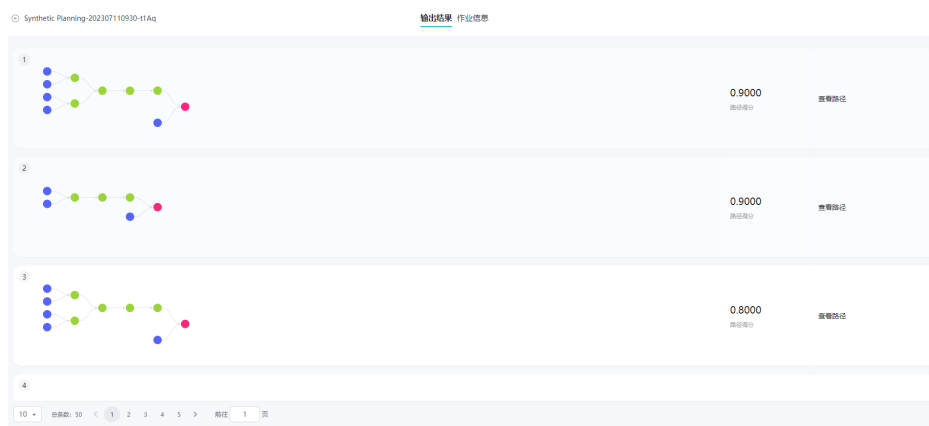 Synthetic Planning-202307110930-t1Aq
输出结果 作业信息
1
0.9000
路径得分
查看路径
2
0.9000
路径得分
查看路径
3
0.8000
路径得分
查看路径
4
10 总条数: 50 < 1 2 3 4 5 > 前往 1 页